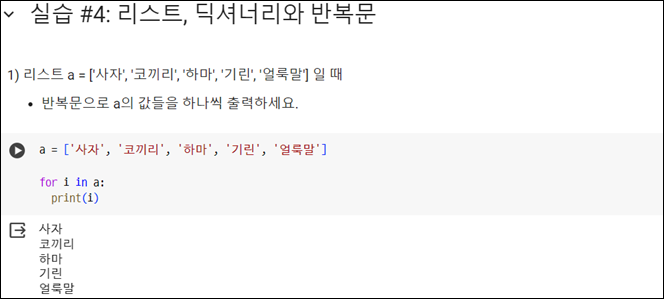 실습 #4: 리스트, 딕셔너리와 반복문
1) 리스트 a = ['사자', '코끼리', '하마', '기린', '얼룩말'] 일 때
• 반복문으로 a의 값들을 하나씩 출력하세요.
a = ['사자', '코끼리', '하마', '기린', '얼룩말']
for i in a:
  print(i)
사자
코끼리
하마
기린
얼룩말